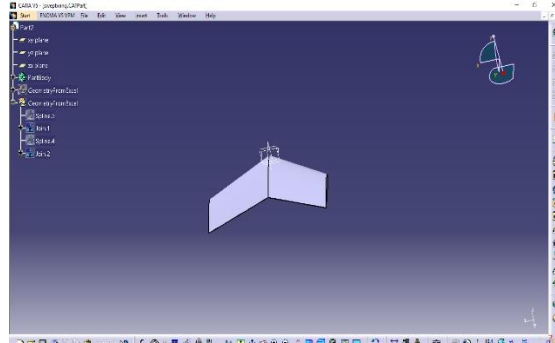 CATIA V5 - [sweptwing.CATPart]
Start ENOVIA V5 VPM File Edit View Insert Tools Window Help
Part2
xy plane
yz plane
zx plane
PartBody
GeometryFromExcel
GeometryFromExcel
Spline.3
Join.1
Spline.4
Join.2